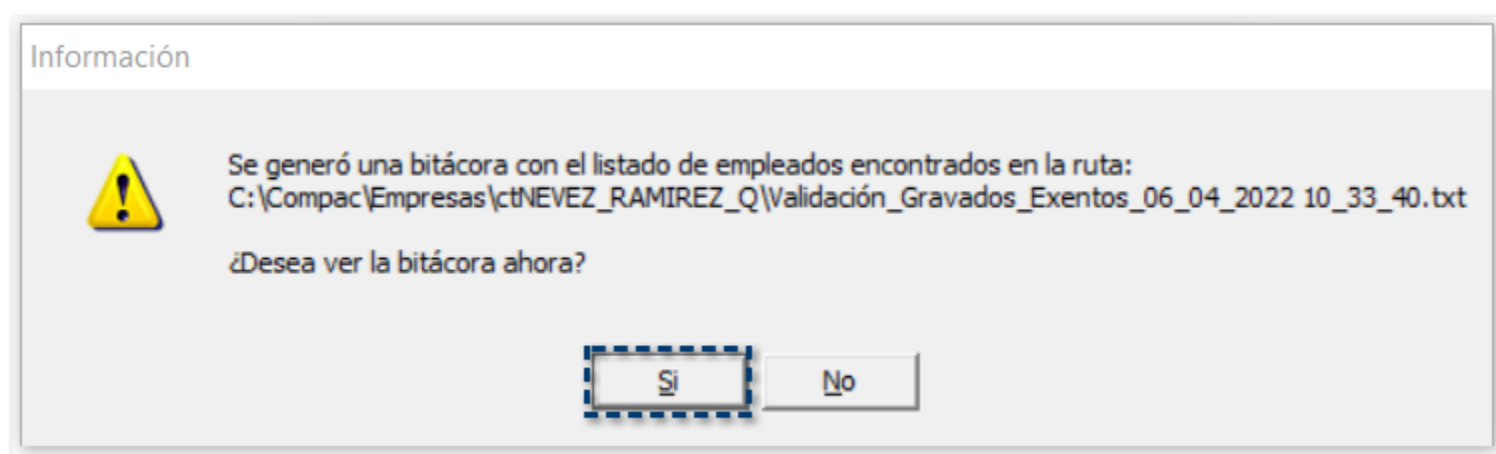 Información
Se generó una bitácora con el listado de empleados encontrados en la ruta:
C:\Compac\Empresas\ctNEVEZ_RAMIREZ_Q\Validación_Gravados_Exentos_06_04_2022 10_33_40.txt
¿Desea ver la bitácora ahora?
Si
No